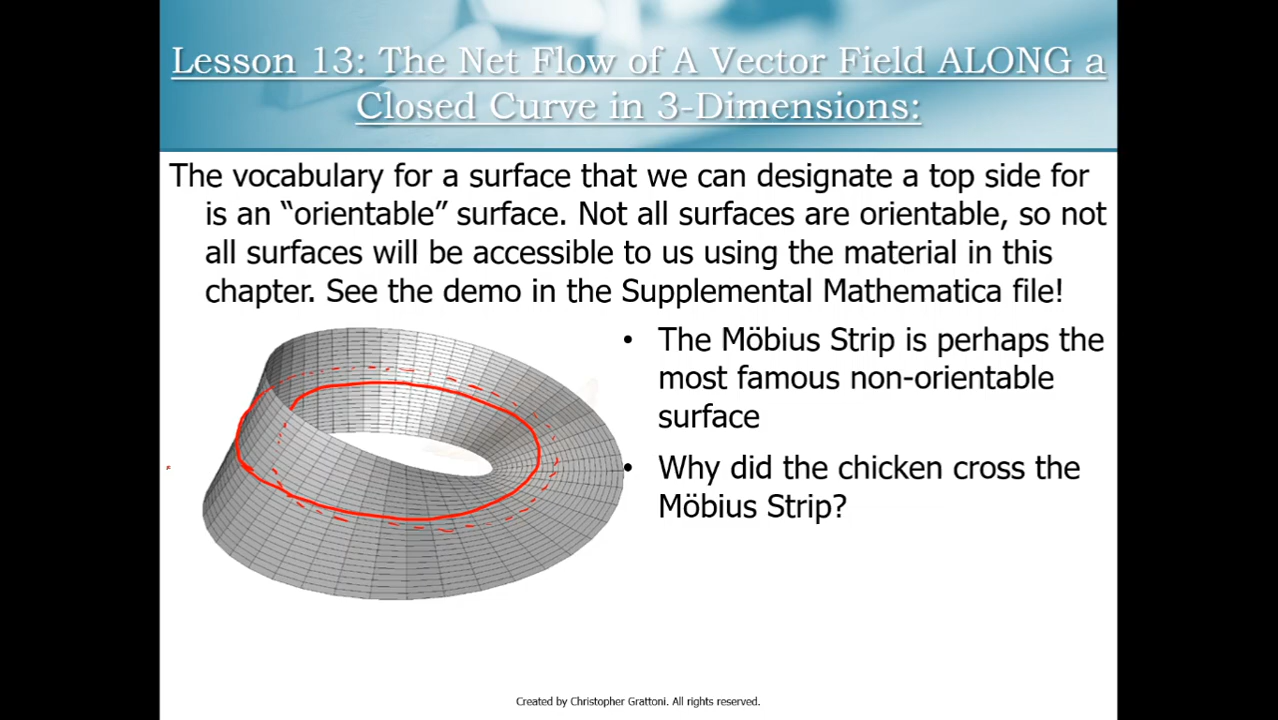 Lesson 13: The Net Flow of A Vector Field ALONG a
Closed Curve in 3-Dimensions:
The vocabulary for a surface that we can designate a top side for
is an “orientable” surface. Not all surfaces are orientable, so not
all surfaces will be accessible to us using the material in this
chapter. See the demo in the Supplemental Mathematica file!
• The Möbius Strip is perhaps the
most famous non-orientable
surface
• Why did the chicken cross the
Möbius Strip?
Created by Christopher Grattoni. All rights reserved.